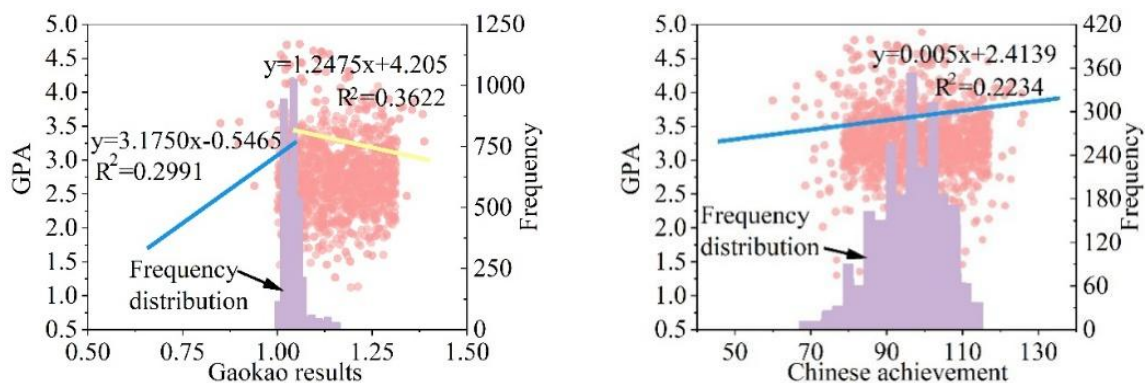 5.0
4.5
4.0
3.5
3.0
2.5
2.0
1.5
1.0
0.5
GPA
y=1.2475x+4.205
R²=0.3622
y=3.1750x-0.5465
R²=0.2991
Frequency
distribution
1250
1000
750
500
250
0
Frequency
0.50
0.75
1.00
1.25
1.50
Gaokao results
5.0
4.5
4.0
3.5
3.0
2.5
2.0
1.5
1.0
0.5
GPA
y=0.005x+2.4139
R²=0.2234
Frequency
distribution
420
360
300
240
180
120
60
0
Frequency
50
70
90
110
130
Chinese achievement